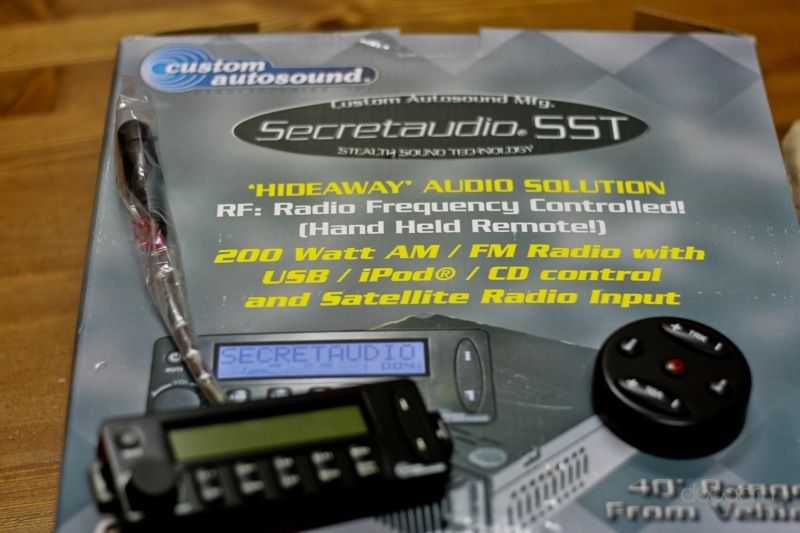 custom
autosound®
Custom Autosound Mfg.
Secretaudio® SST
STEALTH SOUND TECHNOLOGY
'HIDEAWAY' AUDIO SOLUTION
RF: Radio Frequency Controlled!
(Hand Held Remote!)
200 Watt AM / FM Radio with
USB / iPod® / CD control
and Satellite Radio Input
SECRETAUDIO
40' Range
From Vehicle